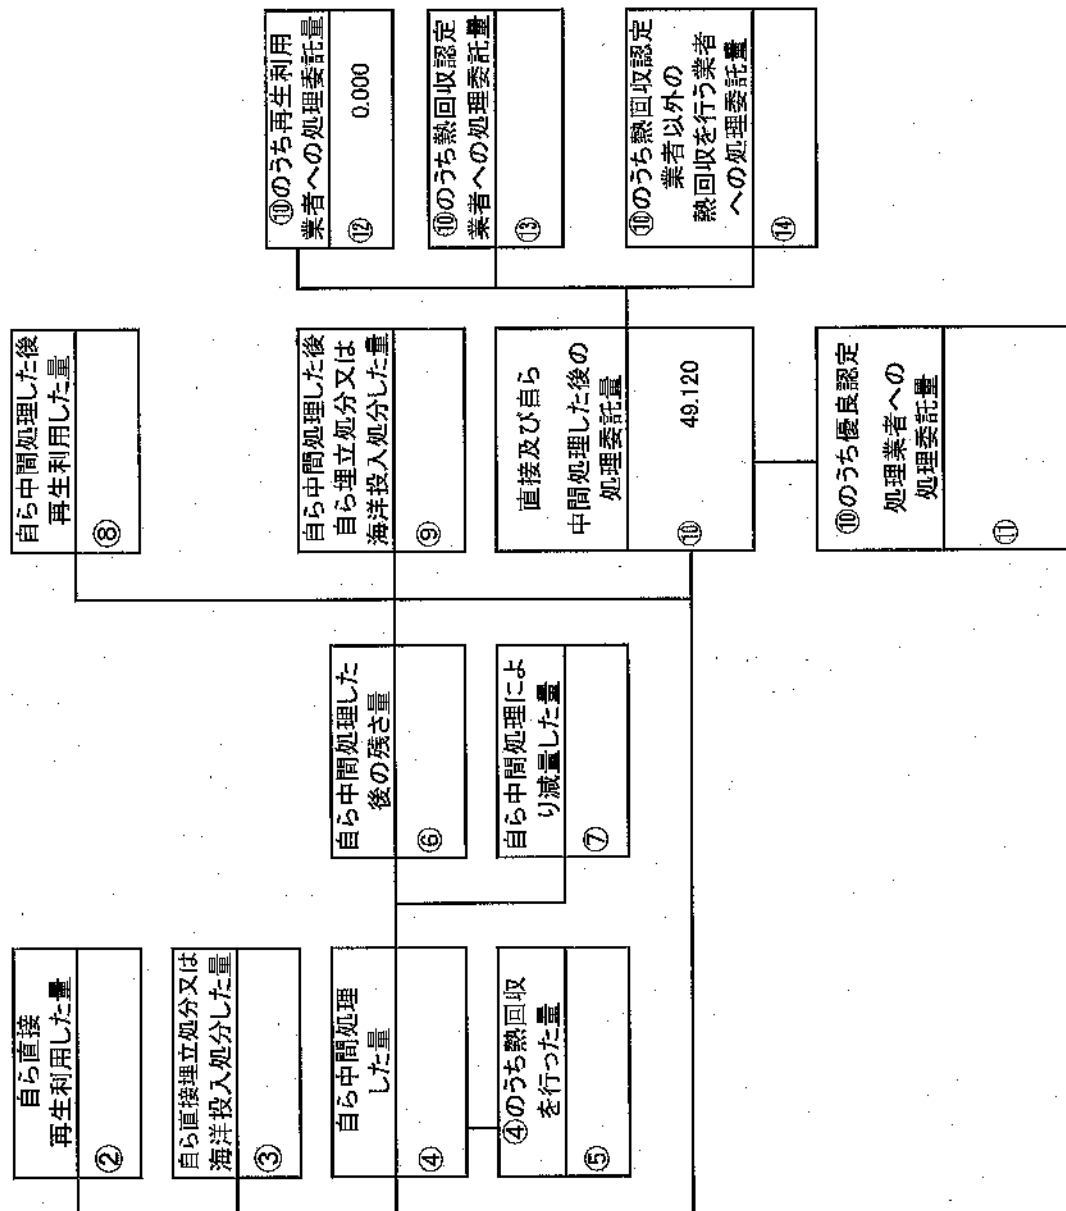 自ら直接
再生利用した量
②
自ら直接埋立処分又は
海洋投入処分した量
③
自ら中間処理
した量
④
④のうち熱回収
を行った量
⑤
自ら中間処理した
後の残さ量
⑥
自ら中間処理によ
り減量した量
⑦
自ら中間処理した後
再生利用した量
⑧
自ら中間処理した後
自ら埋立処分又は
海洋投入処分した量
⑨
直接及び自ら
中間処理した後の
処理委託量
⑩ 49.120
⑩のうち優良認定
処理業者への
処理委託量
⑪
⑩のうち再生利用
業者への処理委託量
⑫ 0.000
⑩のうち熱回収認定
業者への処理委託量
⑬
⑩のうち熱回収認定
業者以外の
熱回収を行う業者
への処理委託量
⑭